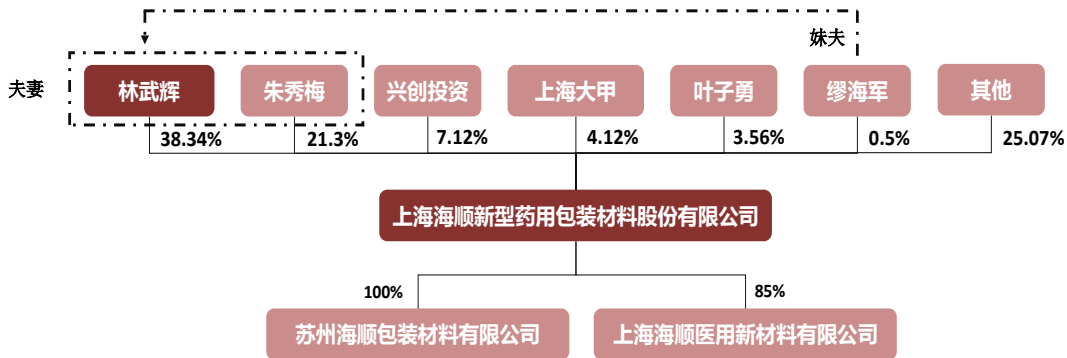 妹夫
夫妻
林武辉
朱秀梅
兴创投资
上海大甲
叶子勇
缪海军
其他
38.34%
21.3%
7.12%
4.12%
3.56%
0.5%
25.07%
上海海顺新型药用包装材料股份有限公司
100%
85%
苏州海顺包装材料有限公司
上海海顺医用新材料有限公司